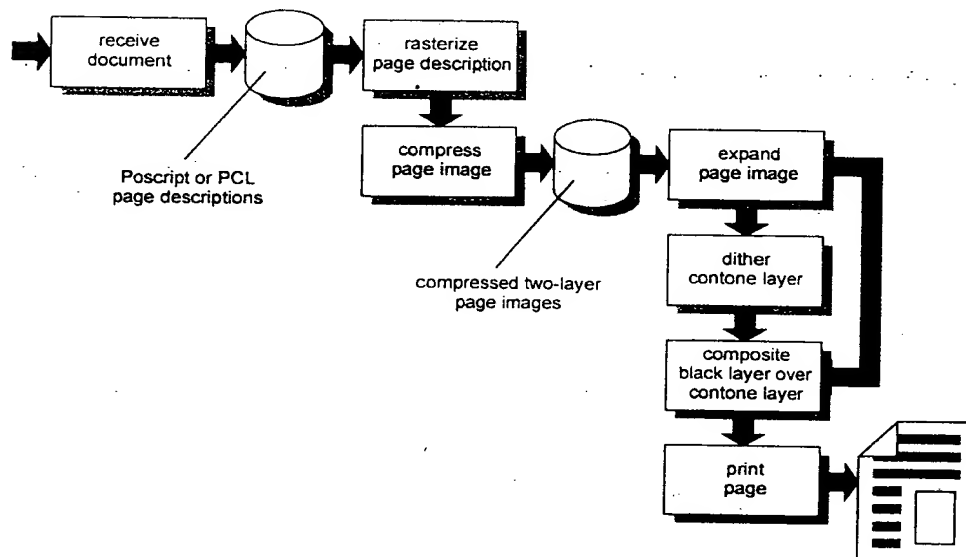 receive
document
rasterize
page description
Poscript or PCL
page descriptions
compress
page image
expand
page image
compressed two-layer
page images
dither
contone layer
composite
black layer over
contone layer
print
page